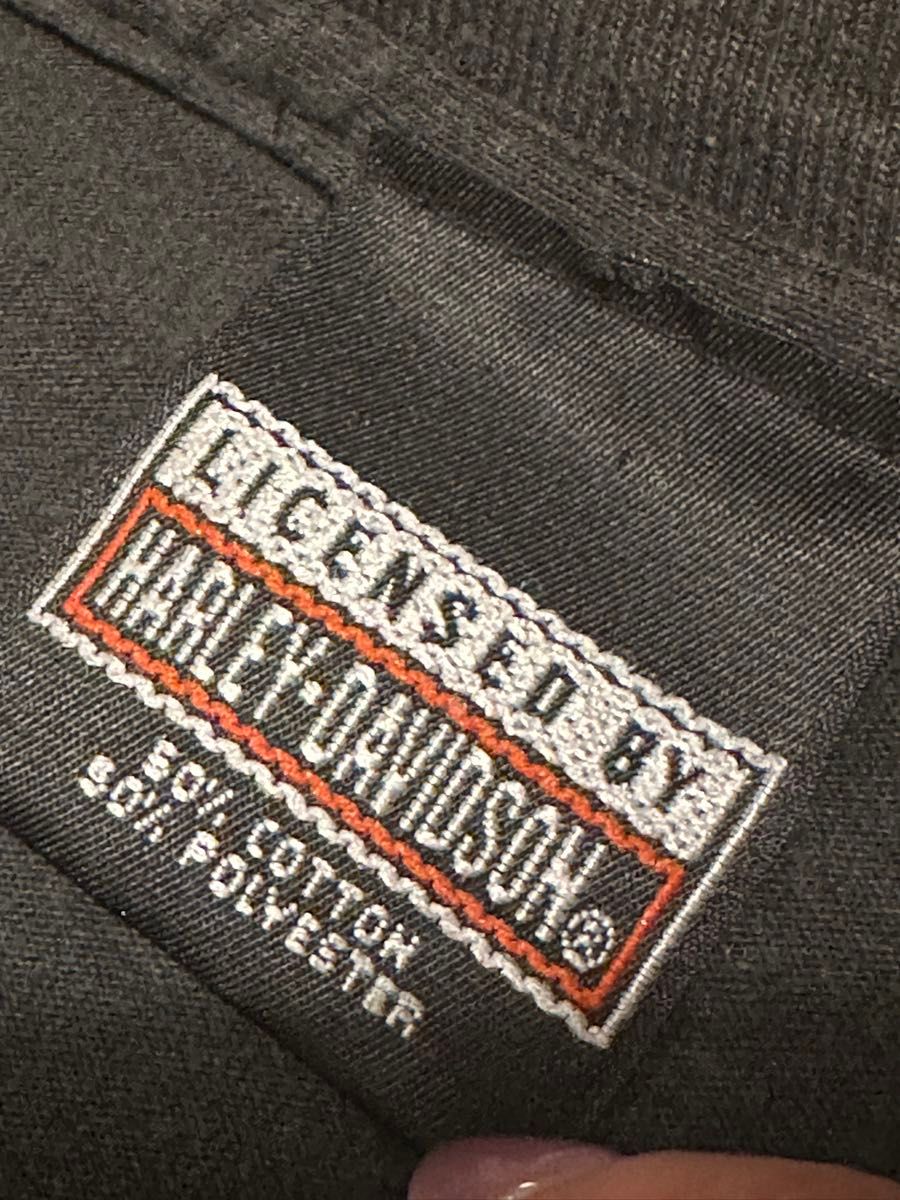 LICENSED BY
HARLEY-DAVIDSON®
50% COTTON
50% POLYESTER